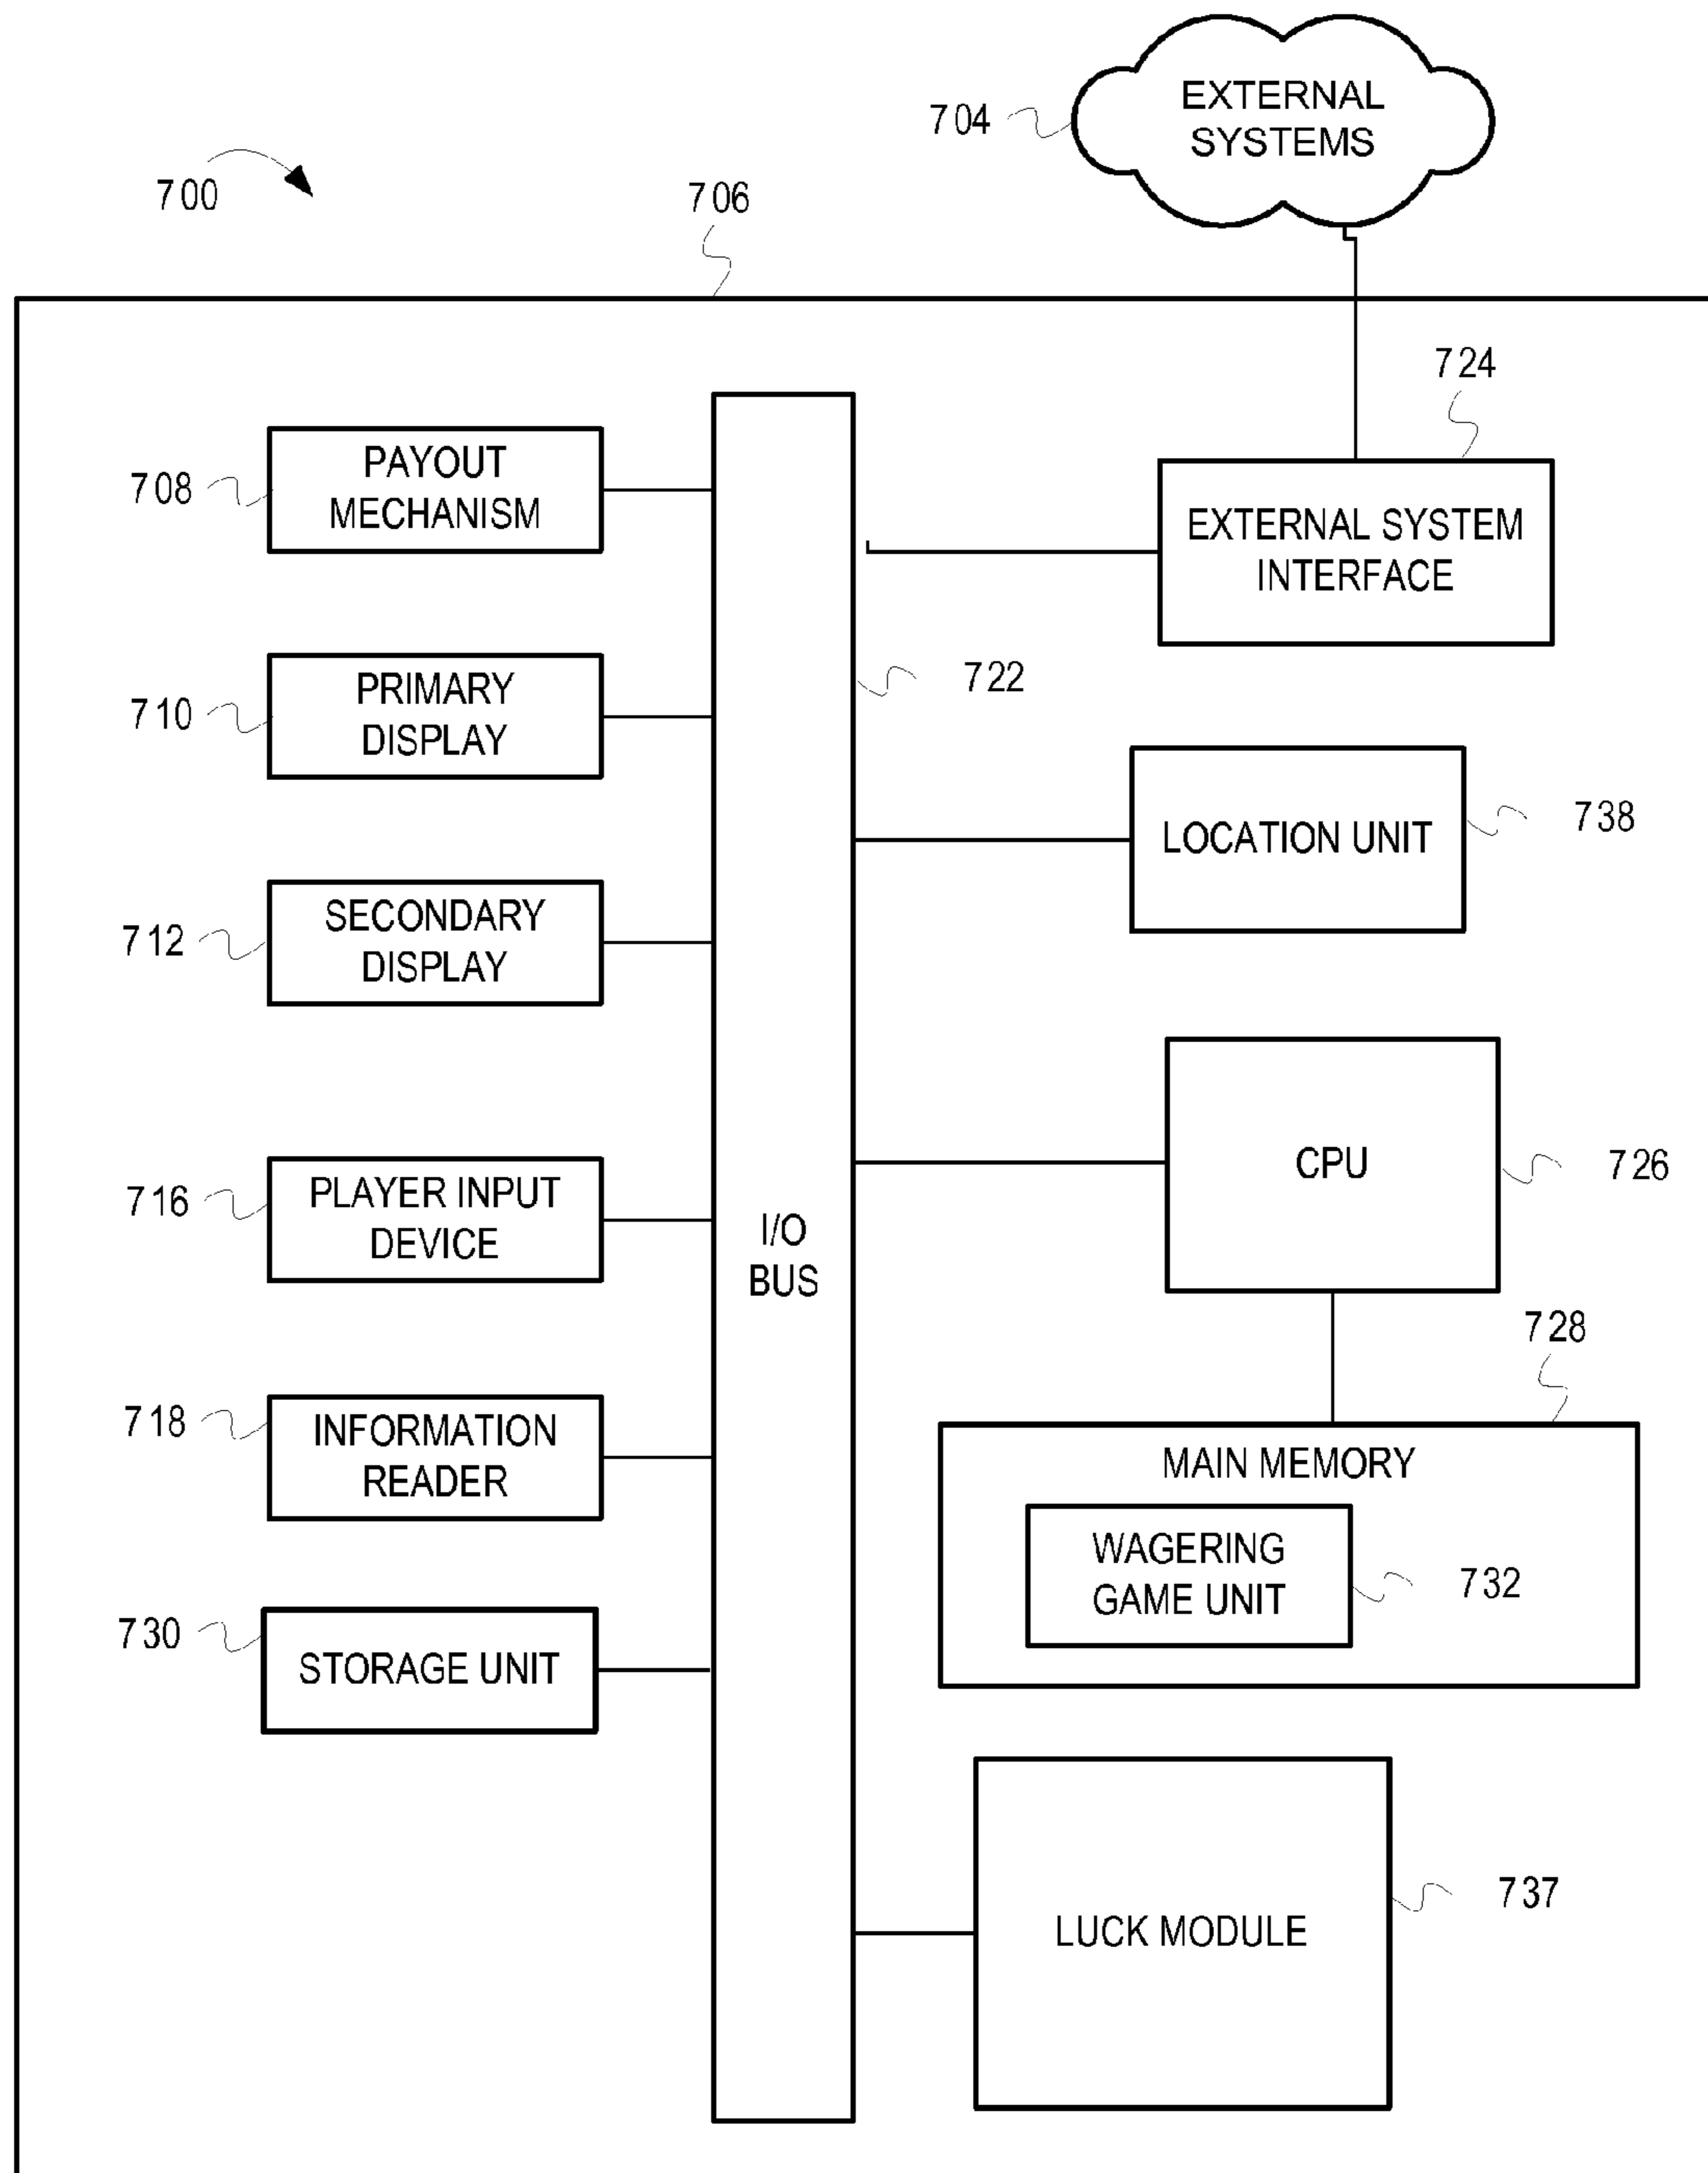 EXTERNAL
SYSTEMS
704
700
706
724
PAYOUT
MECHANISM
708
EXTERNAL SYSTEM
INTERFACE
722
PRIMARY
DISPLAY
710
LOCATION UNIT
738
SECONDARY
DISPLAY
712
CPU
726
PLAYER INPUT
DEVICE
716
I/O
BUS
728
INFORMATION
READER
718
MAIN MEMORY
WAGERING
GAME UNIT
732
730
STORAGE UNIT
737
LUCK MODULE